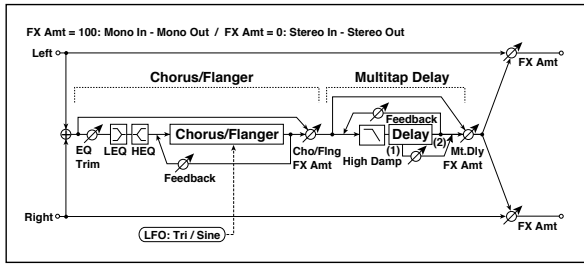 FX Amt = 100: Mono In - Mono Out / FX Amt = 0: Stereo In - Stereo Out
Left
FX Amt
Chorus/Flanger
Multitap Delay
Feedback
Chorus/Flanger
Delay
EQ Trim
LEQ
HEQ
Feedback
Cho/Flng FX Amt
High Damp
(1)
(2)
Mt.Dly FX Amt
Right
FX Amt
LFO: Tri / Sine